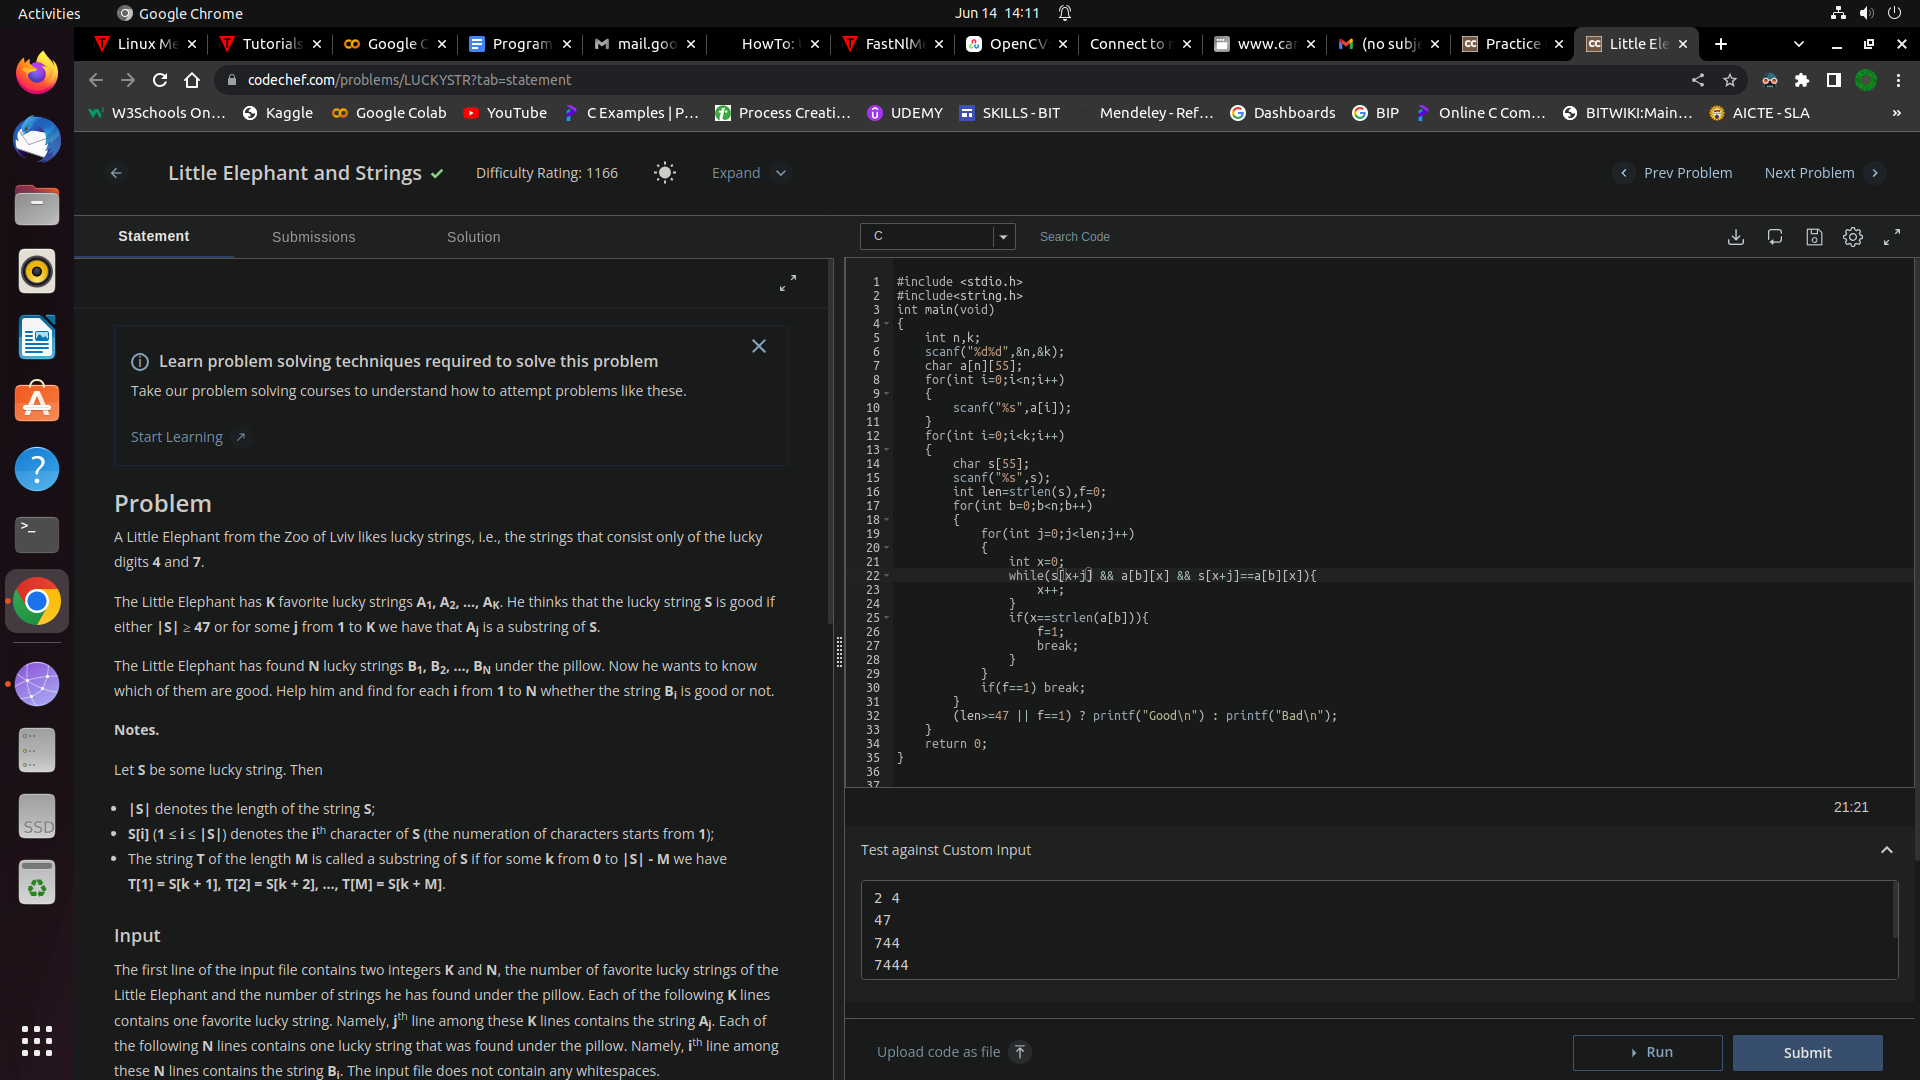 Activities
Google Chrome
Jun 14 14:11
Linux Me
Tutorials
Google C
Program
mail.goo
HowTo:
FastNlMe
OpenCV
Connect to r
www.car
(no subje
Practice
Little Ele
codechef.com/problems/LUCKYSTR?tab=statement
W3Schools On...
Kaggle
Google Colab
YouTube
C Examples | P...
Process Creati...
UDEMY
SKILLS - BIT
Mendeley - Ref...
Dashboards
BIP
Online C Com...
BITWIKI:Main...
AICTE - SLA
»
Little Elephant and Strings
Difficulty Rating: 1166
Expand
Prev Problem
Next Problem
Statement
Submissions
Solution
Learn problem solving techniques required to solve this problem
Take our problem solving courses to understand how to attempt problems like these.
Start Learning
Problem
A Little Elephant from the Zoo of Lviv likes lucky strings, i.e., the strings that consist only of the lucky
digits 4 and 7.
The Little Elephant has K favorite lucky strings A1, A2, ..., AK. He thinks that the lucky string S is good if
either |S| ≥ 47 or for some j from 1 to K we have that Aj is a substring of S.
The Little Elephant has found N lucky strings B1, B2, ..., BN under the pillow. Now he wants to know
which of them are good. Help him and find for each i from 1 to N whether the string Bi is good or not.
Notes.
Let S be some lucky string. Then
• |S| denotes the length of the string S;
• S[i] (1 ≤ i ≤ |S|) denotes the ith character of S (the numeration of characters starts from 1);
• The string T of the length M is called a substring of S if for some k from 0 to |S| - M we have
T[1] = S[k + 1], T[2] = S[k + 2], ..., T[M] = S[k + M].
Input
The first line of the input file contains two integers K and N, the number of favorite lucky strings of the
Little Elephant and the number of strings he has found under the pillow. Each of the following K lines
contains one favorite lucky string. Namely, jth line among these K lines contains the string Aj. Each of
the following N lines contains one lucky string that was found under the pillow. Namely, ith line among
these N lines contains the string Bi. The input file does not contain any whitespaces.
C
Search Code
1 #include <stdio.h>
2 #include<string.h>
3 int main(void)
4 {
5 int n,k;
6 scanf("%d%d",&n,&k);
7 char a[n][55];
8 for(int i=0;i<n;i++)
9 {
10 scanf("%s",a[i]);
11 }
12 for(int i=0;i<k;i++)
13 {
14 char s[55];
15 scanf("%s",s);
16 int len=strlen(s),f=0;
17 for(int b=0;b<n;b++)
18 {
19 for(int j=0;j<len;j++)
20 {
21 int x=0;
22 while(s[x+j] && a[b][x] && s[x+j]==a[b][x]){
23 x++;
24 }
25 if(x==strlen(a[b])){
26 f=1;
27 break;
28 }
29 }
30 if(f==1) break;
31 }
32 (len>=47 || f==1) ? printf("Good\n") : printf("Bad\n");
33 }
34 return 0;
35 }
36
37
21:21
Test against Custom Input
2 4
47
744
7444
Upload code as file
Run
Submit
SSD